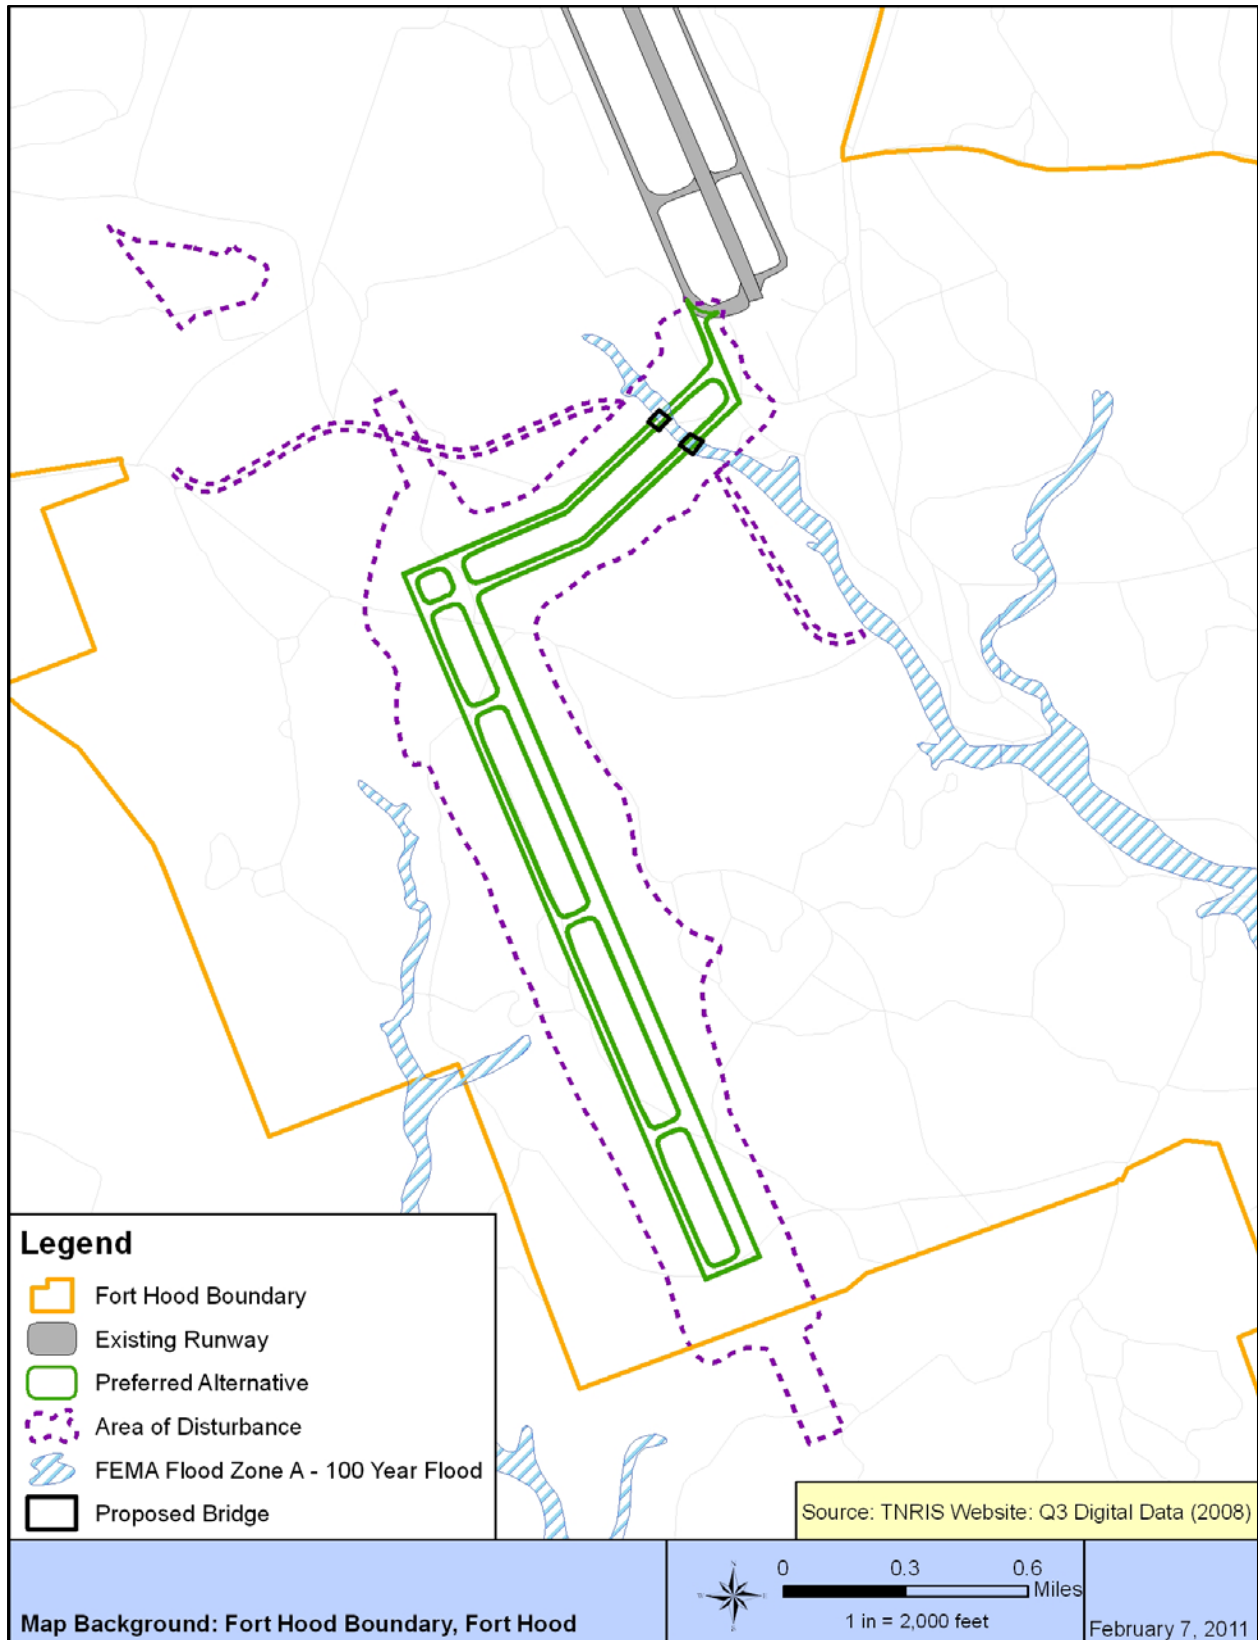 Legend
Fort Hood Boundary
Existing Runway
Preferred Alternative
Area of Disturbance
FEMA Flood Zone A - 100 Year Flood
Proposed Bridge
Source: TNRIS Website: Q3 Digital Data (2008)
Map Background: Fort Hood Boundary, Fort Hood
N
0 0.3 0.6
Miles
1 in = 2,000 feet
February 7, 2011